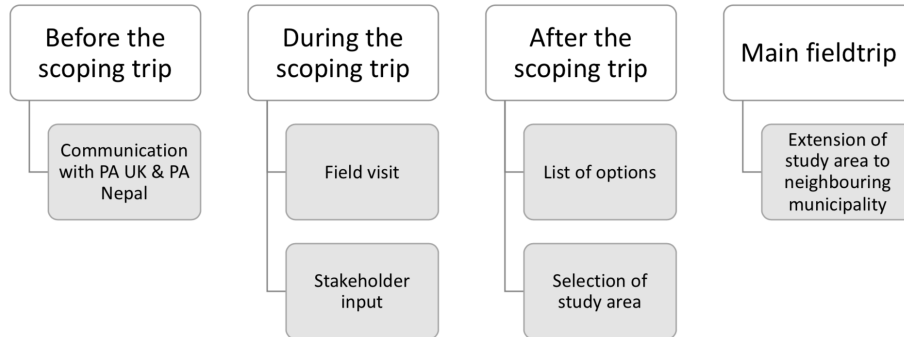 Before the
scoping trip
Communication
with PA UK & PA
Nepal
During the
scoping trip
Field visit
Stakeholder
input
After the
scoping trip
List of options
Selection of
study area
Main fieldtrip
Extension of
study area to
neighbouring
municipality